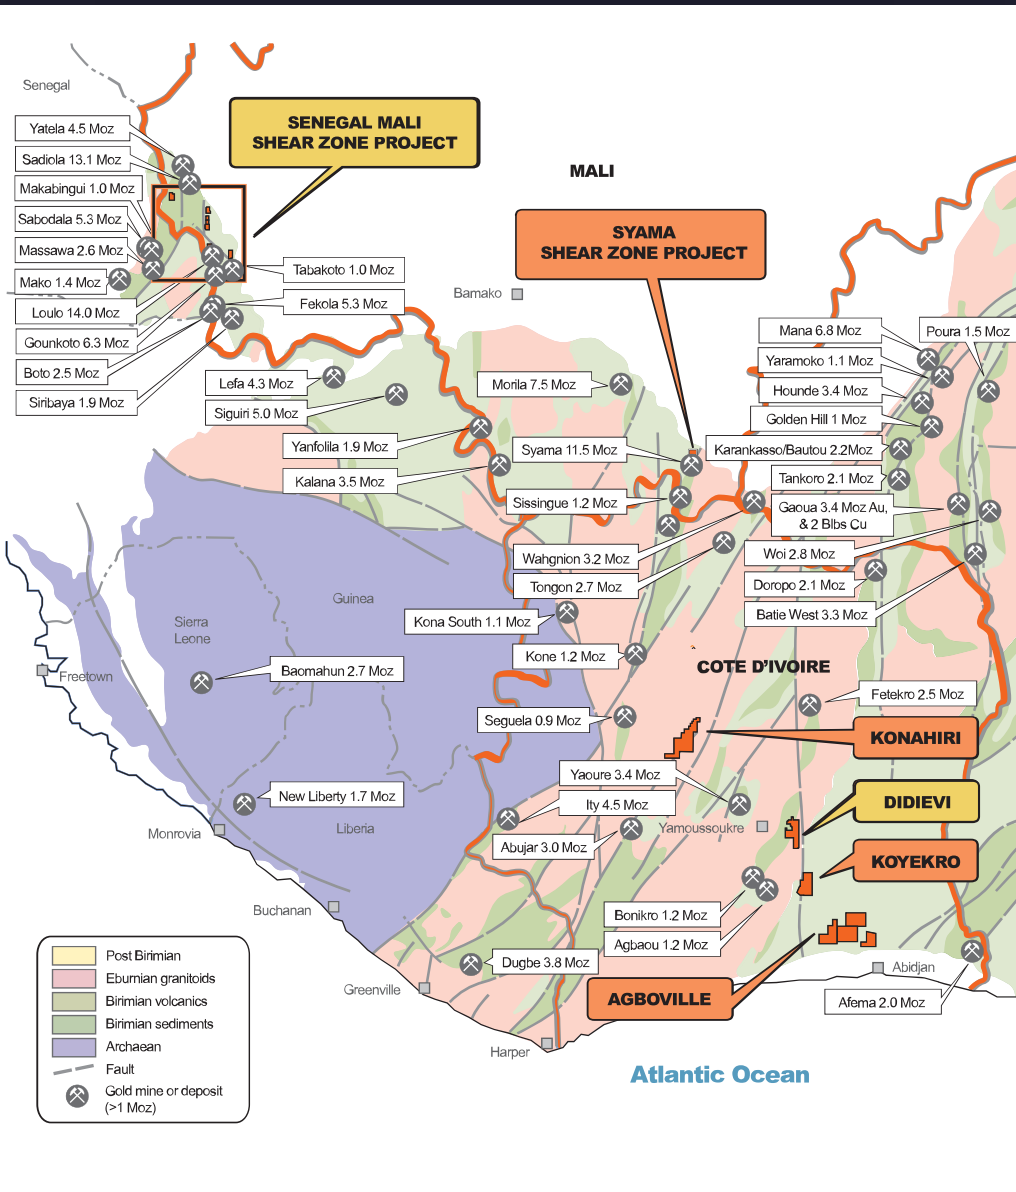 Senegal
Yatela 4.5 Moz
Sadiola 13.1 Moz
Makabingui 1.0 Moz
Sabodala 5.3 Moz
Massawa 2.6 Moz
Mako 1.4 Moz
Loulo 14.0 Moz
Gounkoto 6.3 Moz
Boto 2.5 Moz
Siribaya 1.9 Moz
SENEGAL MALI
SHEAR ZONE PROJECT
MALI
SYAMA
SHEAR ZONE PROJECT
Tabakoto 1.0 Moz
Fekola 5.3 Moz
Bamako
Lefa 4.3 Moz
Siguiri 5.0 Moz
Yanfolila 1.9 Moz
Kalana 3.5 Moz
Morila 7.5 Moz
Syama 11.5 Moz
Sissingue 1.2 Moz
Wahgnion 3.2 Moz
Tongon 2.7 Moz
Mana 6.8 Moz
Poura 1.5 Moz
Yaramoko 1.1 Moz
Hounde 3.4 Moz
Golden Hill 1 Moz
Karankasso/Bautou 2.2Moz
Tankoro 2.1 Moz
Gaoua 3.4 Moz Au,
& 2 Blbs Cu
Woi 2.8 Moz
Doropo 2.1 Moz
Batie West 3.3 Moz
Guinea
Sierra
Leone
Freetown
Baomahun 2.7 Moz
Kona South 1.1 Moz
Kone 1.2 Moz
COTE D'IVOIRE
Fetekro 2.5 Moz
Seguela 0.9 Moz
KONAHIRI
Yaoure 3.4 Moz
Ity 4.5 Moz
Abujar 3.0 Moz
Yamoussoukre
DIDIEVI
KOYEKRO
New Liberty 1.7 Moz
Monrovia
Liberia
Buchanan
Bonikro 1.2 Moz
Agbaou 1.2 Moz
Dugbe 3.8 Moz
AGBOVILLE
Abidjan
Afema 2.0 Moz
Greenville
Harper
Atlantic Ocean
Post Birimian
Eburnian granitoids
Birimian volcanics
Birimian sediments
Archaean
Fault
Gold mine or deposit
(>1 Moz)